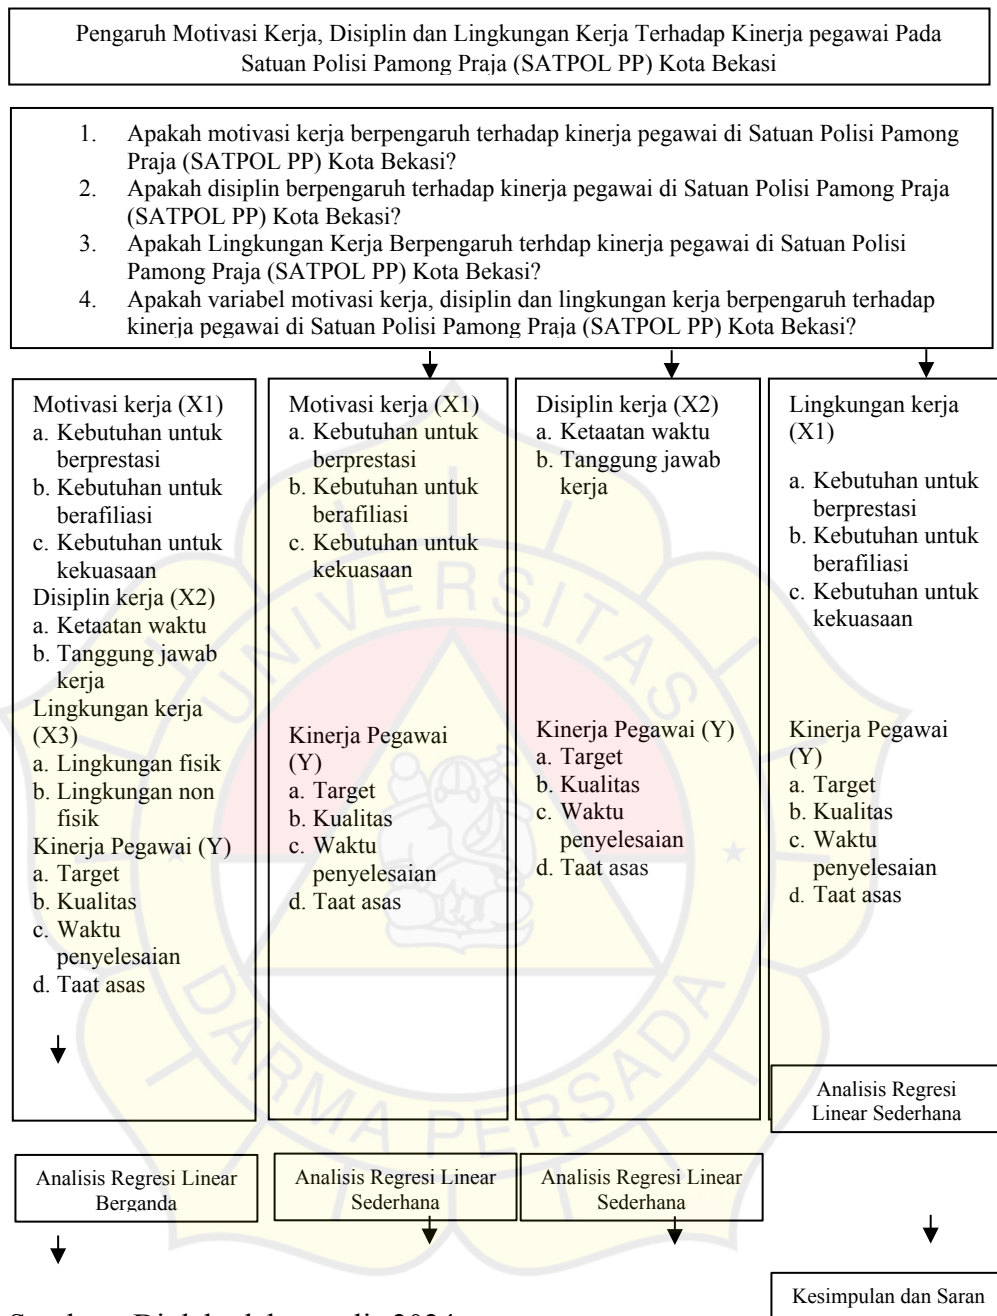 Pengaruh Motivasi Kerja, Disiplin dan Lingkungan Kerja Terhadap Kinerja pegawai Pada
Satuan Polisi Pamong Praja (SATPOL PP) Kota Bekasi
1. Apakah motivasi kerja berpengaruh terhadap kinerja pegawai di Satuan Polisi Pamong
Praja (SATPOL PP) Kota Bekasi?
2. Apakah disiplin berpengaruh terhadap kinerja pegawai di Satuan Polisi Pamong Praja
(SATPOL PP) Kota Bekasi?
3. Apakah Lingkungan Kerja Berpengaruh terhdap kinerja pegawai di Satuan Polisi
Pamong Praja (SATPOL PP) Kota Bekasi?
4. Apakah variabel motivasi kerja, disiplin dan lingkungan kerja berpengaruh terhadap
kinerja pegawai di Satuan Polisi Pamong Praja (SATPOL PP) Kota Bekasi?
Motivasi kerja (X1)
a. Kebutuhan untuk
berprestasi
b. Kebutuhan untuk
berafiliasi
c. Kebutuhan untuk
kekuasaan
Disiplin kerja (X2)
a. Ketaatan waktu
b. Tanggung jawab
kerja
Lingkungan kerja
(X3)
a. Lingkungan fisik
b. Lingkungan non
fisik
Kinerja Pegawai (Y)
a. Target
b. Kualitas
c. Waktu
penyelesaian
d. Taat asas
Motivasi kerja (X1)
a. Kebutuhan untuk
berprestasi
b. Kebutuhan untuk
berafiliasi
c. Kebutuhan untuk
kekuasaan
Kinerja Pegawai
(Y)
a. Target
b. Kualitas
c. Waktu
penyelesaian
d. Taat asas
Disiplin kerja (X2)
a. Ketaatan waktu
b. Tanggung jawab
kerja
Kinerja Pegawai (Y)
a. Target
b. Kualitas
c. Waktu
penyelesaian
d. Taat asas
Lingkungan kerja
(X1)
a. Kebutuhan untuk
berprestasi
b. Kebutuhan untuk
berafiliasi
c. Kebutuhan untuk
kekuasaan
Kinerja Pegawai
(Y)
a. Target
b. Kualitas
c. Waktu
penyelesaian
d. Taat asas
Analisis Regresi
Linear Sederhana
Analisis Regresi Linear
Berganda
Analisis Regresi Linear
Sederhana
Analisis Regresi Linear
Sederhana
Kesimpulan dan Saran
UNIVERSITAS
DARMA PERSADA